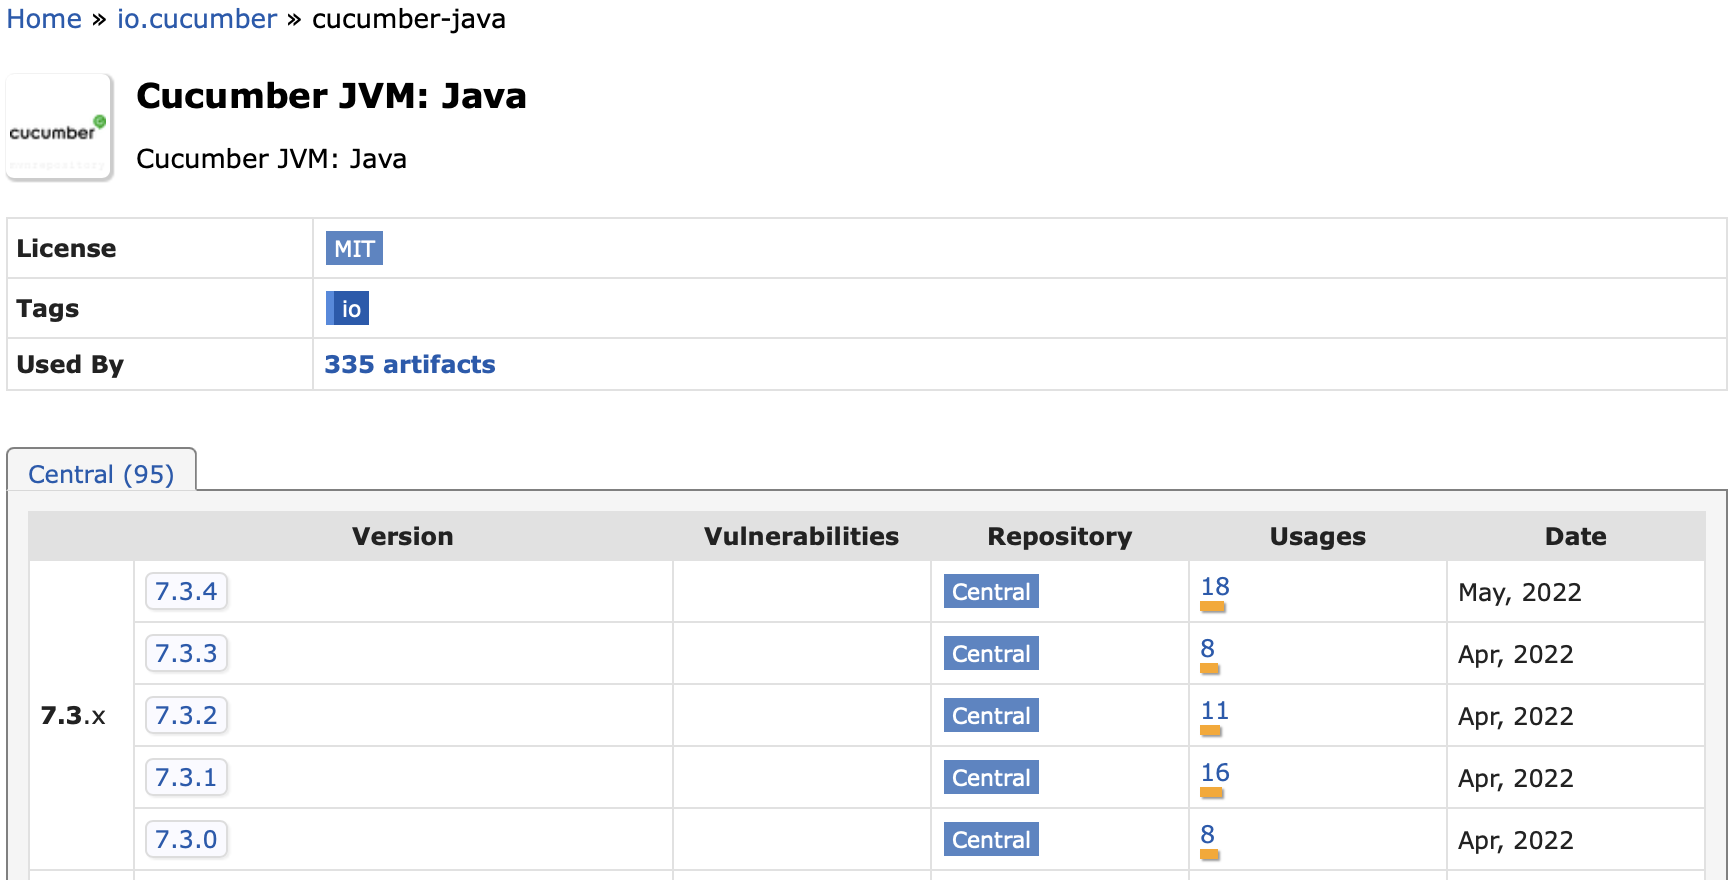 Home » io.cucumber » cucumber-java
Cucumber JVM: Java
cucumber
Cucumber JVM: Java
License MIT
Tags io
Used By 335 artifacts
Central (95)
Version Vulnerabilities Repository Usages Date
7.3.4 Central 18 May, 2022
7.3.3 Central 8 Apr, 2022
7.3.x 7.3.2 Central 11 Apr, 2022
7.3.1 Central 16 Apr, 2022
7.3.0 Central 8 Apr, 2022